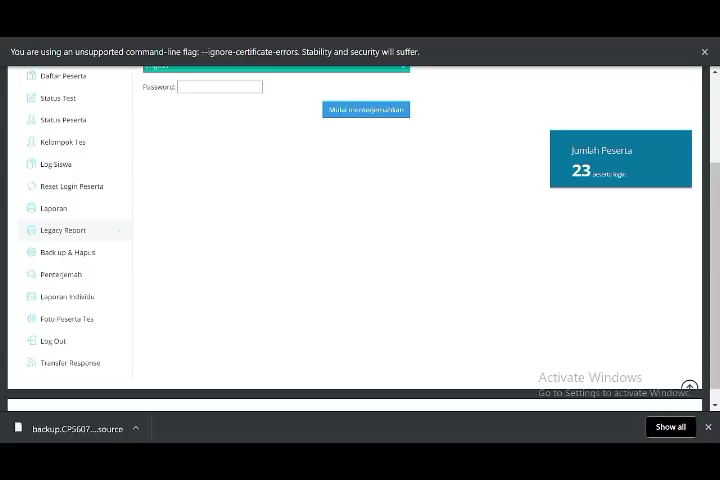 You are using an unsupported command-line flag: --ignore-certificate-errors. Stability and security will suffer.
Daftar Peserta
Status Test
Status Peserta
Kelompok Tes
Log Siswa
Reset Login Peserta
Laporan
Legacy Report
Back up & Hapus
Penterjemah
Laporan Individu
Foto Peserta Tes
Log Out
Transfer Response
Password:
Mulai menterjemahkan
Jumlah Peserta
23 peserta login.
Activate Windows
Go to Settings to activate Windows.
backup.CP5607....source
Show all